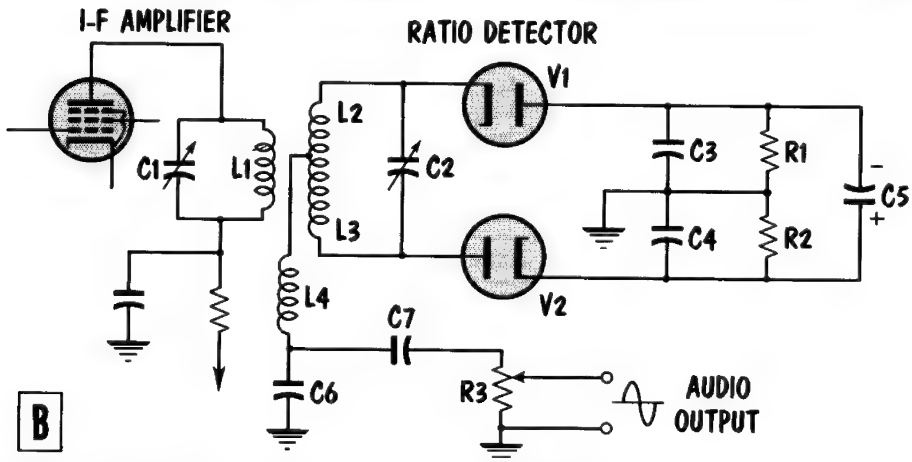 I-F AMPLIFIER
RATIO DETECTOR
V1
L2
C1
L1
C2
C3
R1
-
C5
+
L3
C4
R2
L4
V2
C7
C6
R3
AUDIO
OUTPUT
B